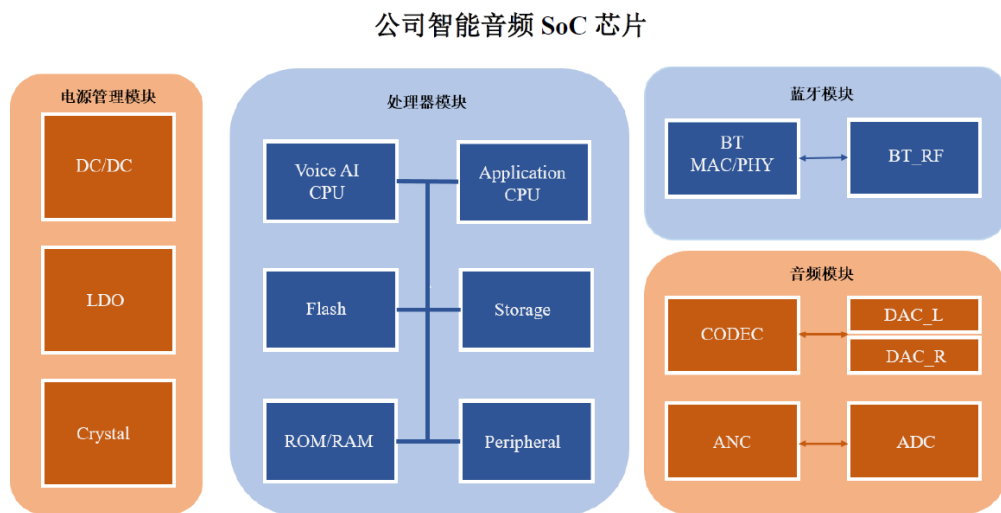 公司智能音频 SoC 芯片
电源管理模块
DC/DC
LDO
Crystal
处理器模块
Voice AI
CPU
Application
CPU
Flash
Storage
ROM/RAM
Peripheral
蓝牙模块
BT
MAC/PHY
BT_RF
音频模块
CODEC
DAC_L
DAC_R
ANC
ADC